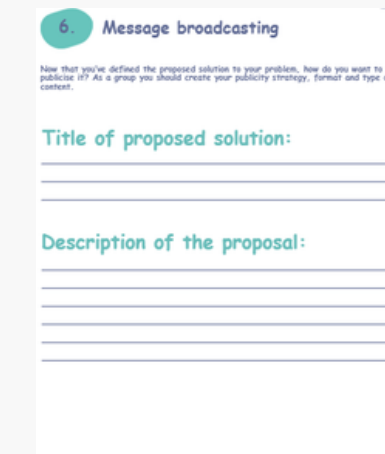 6. Message broadcasting
Now that you've defined the proposed solution to your problem, how do you want to
publicise it? As a group you should create your publicity strategy, format and type
content.
Title of proposed solution:
Description of the proposal: